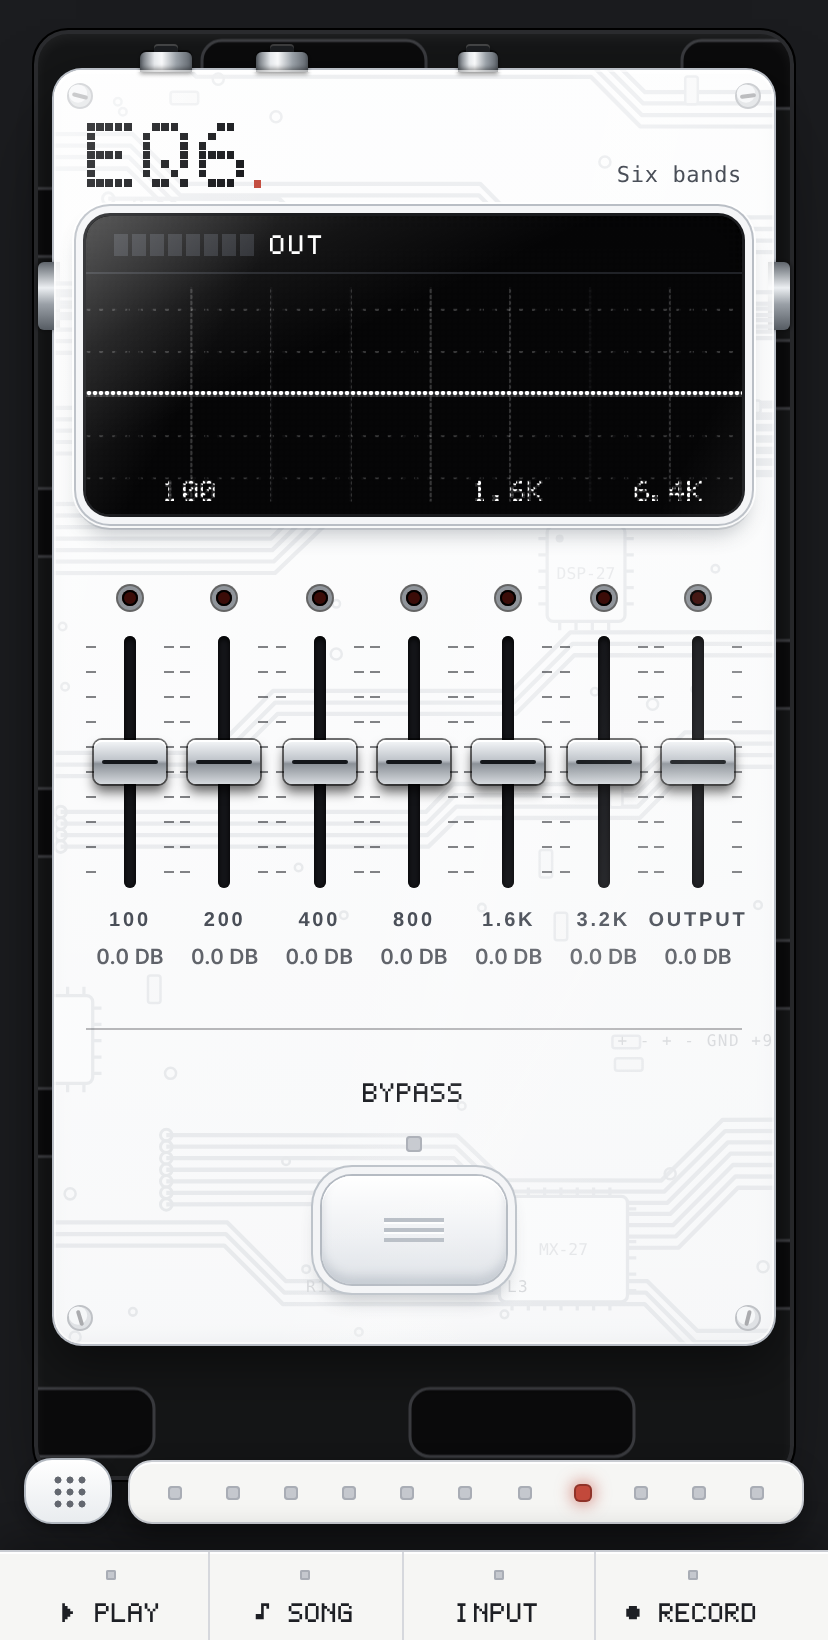 EQ6.
Six bands
OUT
100 1.6K 6.4K
DSP-27
100 200 400 800 1.6K 3.2K OUTPUT
0.0 DB 0.0 DB 0.0 DB 0.0 DB 0.0 DB 0.0 DB 0.0 DB
+ - + - GND +9
BYPASS
MX-27
L3
PLAY SONG INPUT RECORD